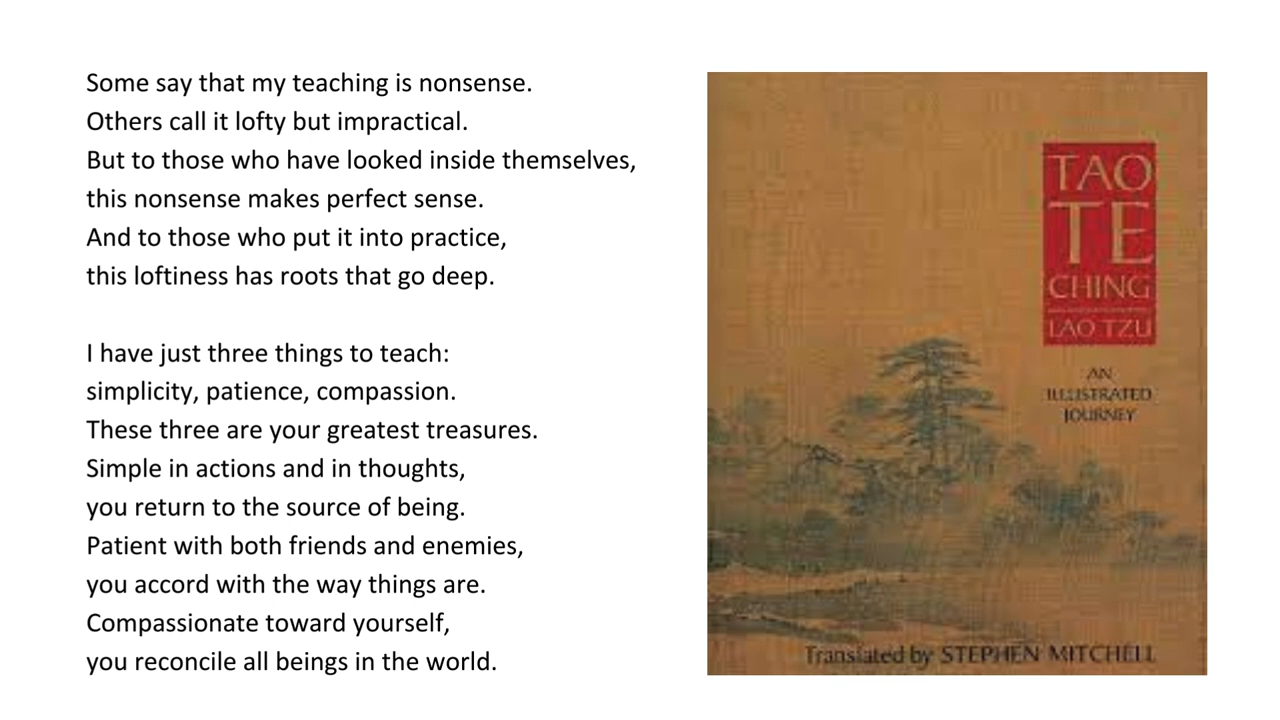 Some say that my teaching is nonsense.
Others call it lofty but impractical.
But to those who have looked inside themselves,
this nonsense makes perfect sense.
And to those who put it into practice,
this loftiness has roots that go deep.
I have just three things to teach:
simplicity, patience, compassion.
These three are your greatest treasures.
Simple in actions and in thoughts,
you return to the source of being.
Patient with both friends and enemies,
you accord with the way things are.
Compassionate toward yourself,
you reconcile all beings in the world.
TAO
TE
CHING
LAO TZU
AN
ILLUSTRATED
JOURNEY
Translated by STEPHEN MITCHELL